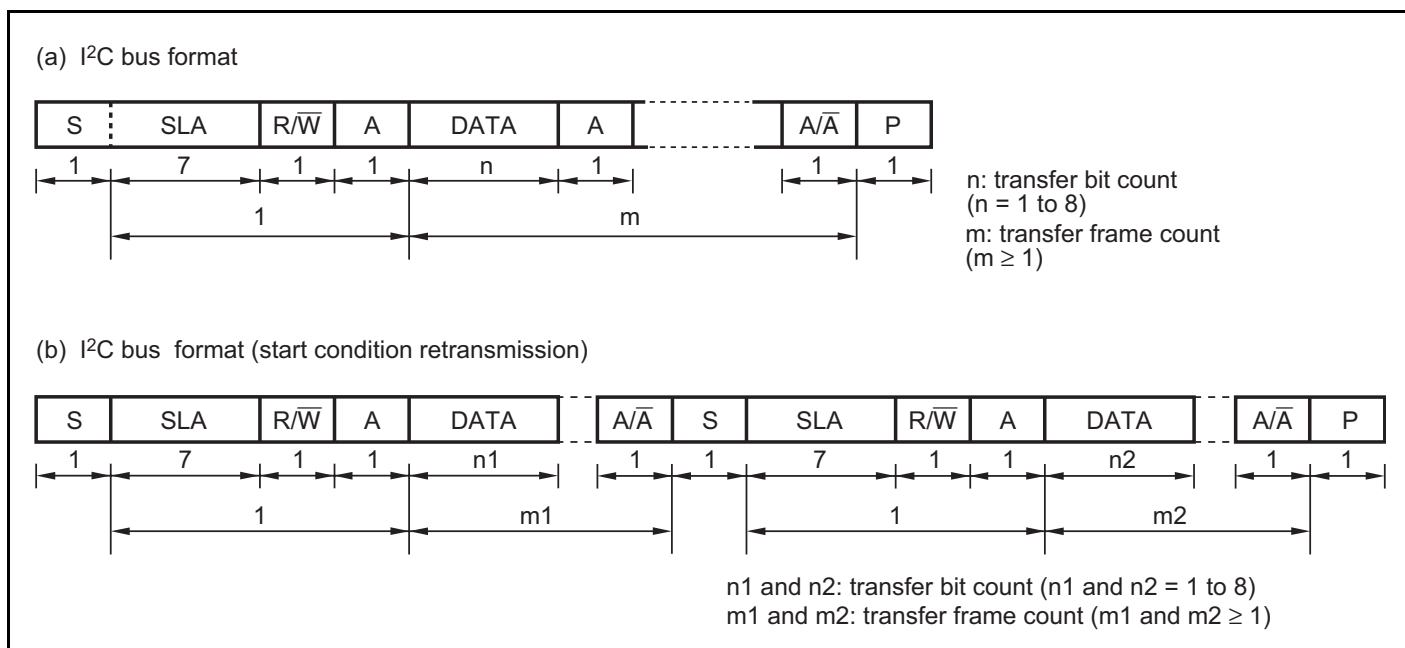 (a) I²C bus format
S SLA R/W̅ A DATA A A/A̅ P
1 7 1 1 n 1 1 1
1 m
n: transfer bit count
(n = 1 to 8)
m: transfer frame count
(m ≥ 1)
(b) I²C bus format (start condition retransmission)
S SLA R/W̅ A DATA A/A̅ S SLA R/W̅ A DATA A/A̅ P
1 7 1 1 n1 1 1 7 1 1 n2 1 1
1 m1 1 m2
n1 and n2: transfer bit count (n1 and n2 = 1 to 8)
m1 and m2: transfer frame count (m1 and m2 ≥ 1)